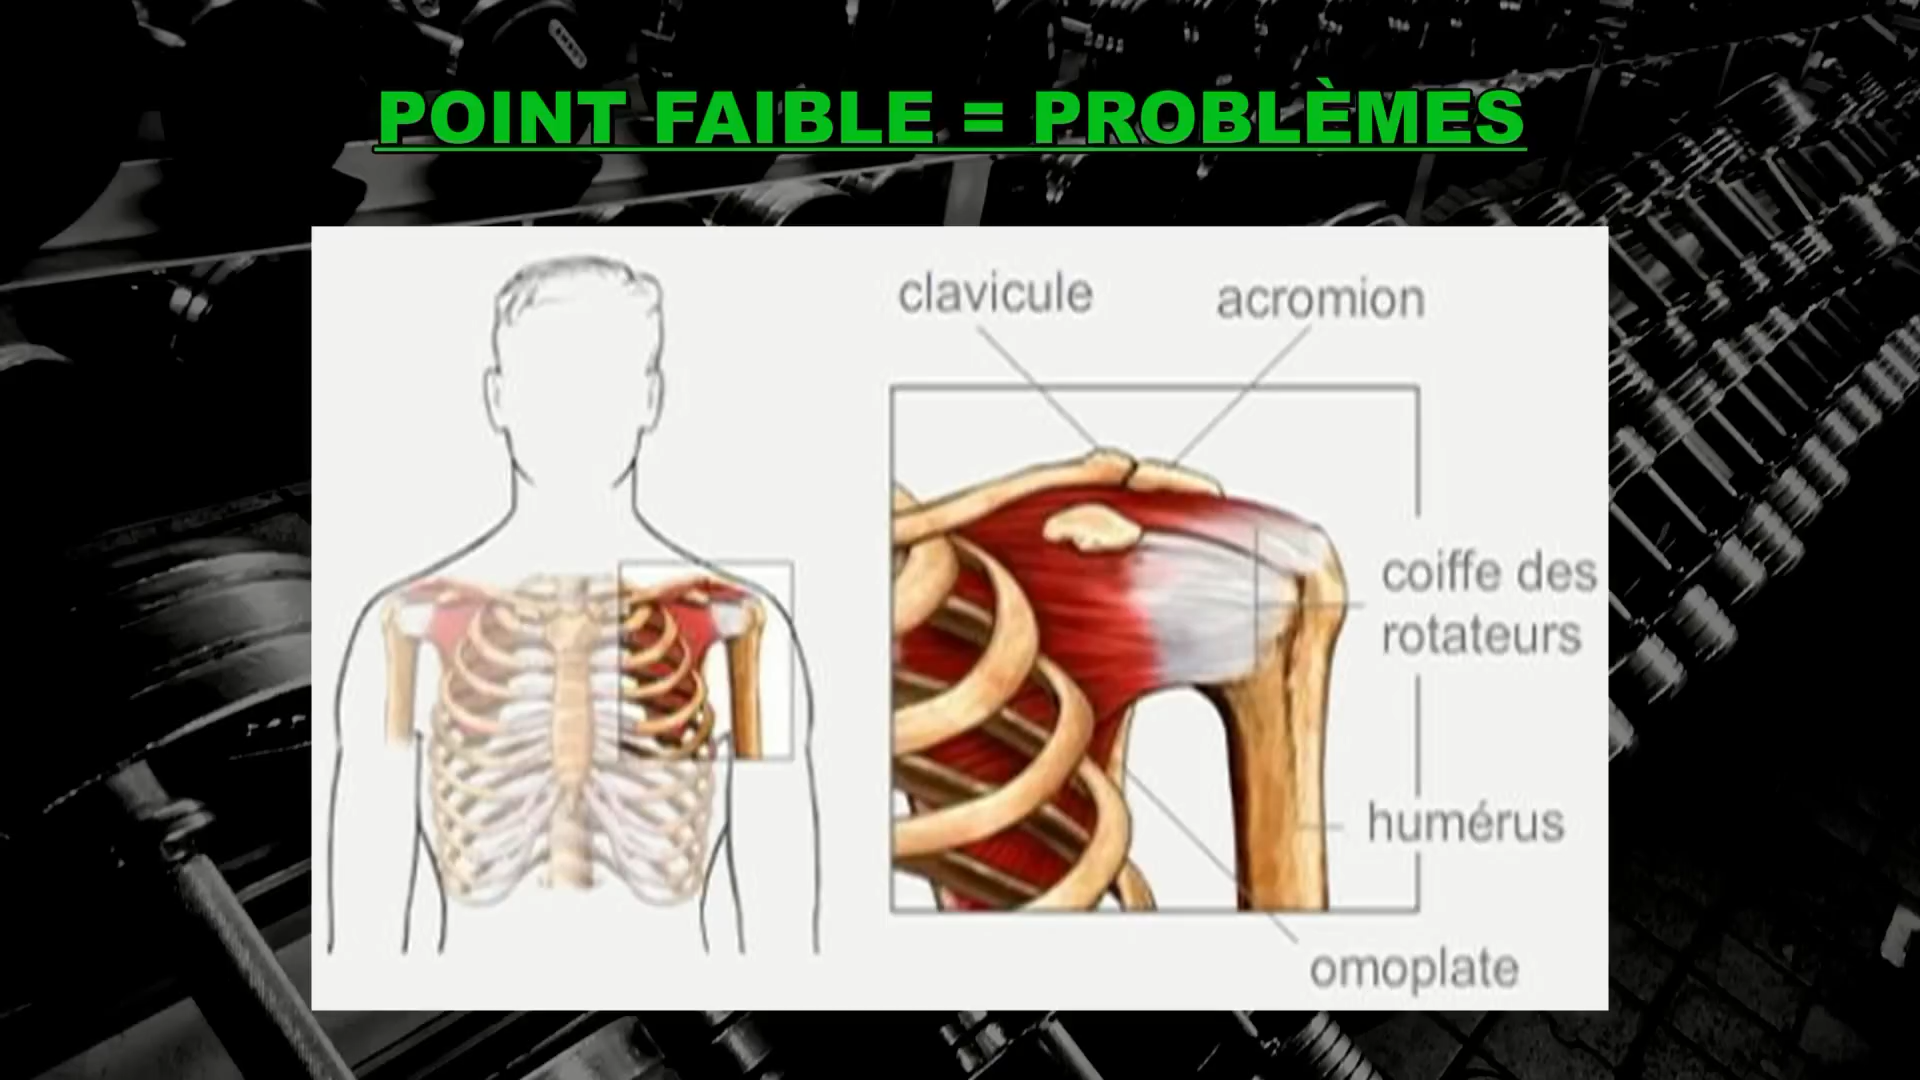 POINT FAIBLE = PROBLÈMES
clavicule
acromion
coiffe des
rotateurs
humérus
omoplate